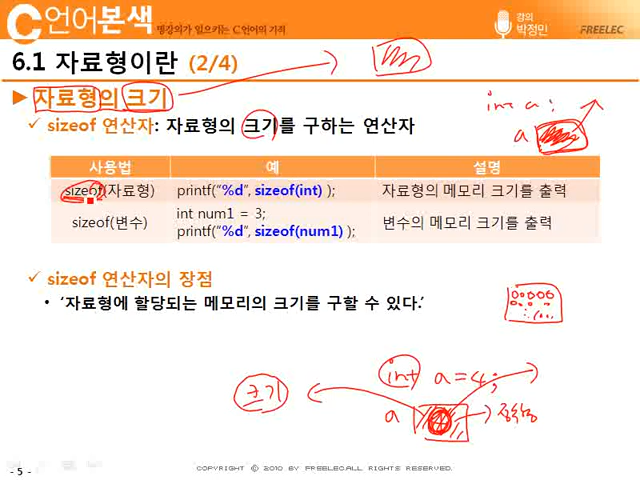 C언어본색 명강의가 일으키는 C언어의 기적
강의 박정민
FREELEC
6.1 자료형이란 (2/4)
▶ 자료형의 크기
int a;
a
✓ sizeof 연산자: 자료형의 크기를 구하는 연산자
사용법 예 설명
sizeof(자료형) printf("%d", sizeof(int) ); 자료형의 메모리 크기를 출력
sizeof(변수) int num1 = 3;
printf("%d", sizeof(num1) ); 변수의 메모리 크기를 출력
✓ sizeof 연산자의 장점
• '자료형에 할당되는 메모리의 크기를 구할 수 있다.'
int a=4;
크기
a 4
- 5 -
COPYRIGHT ⓒ 2010 BY FREELEC.ALL RIGHTS RESERVED.